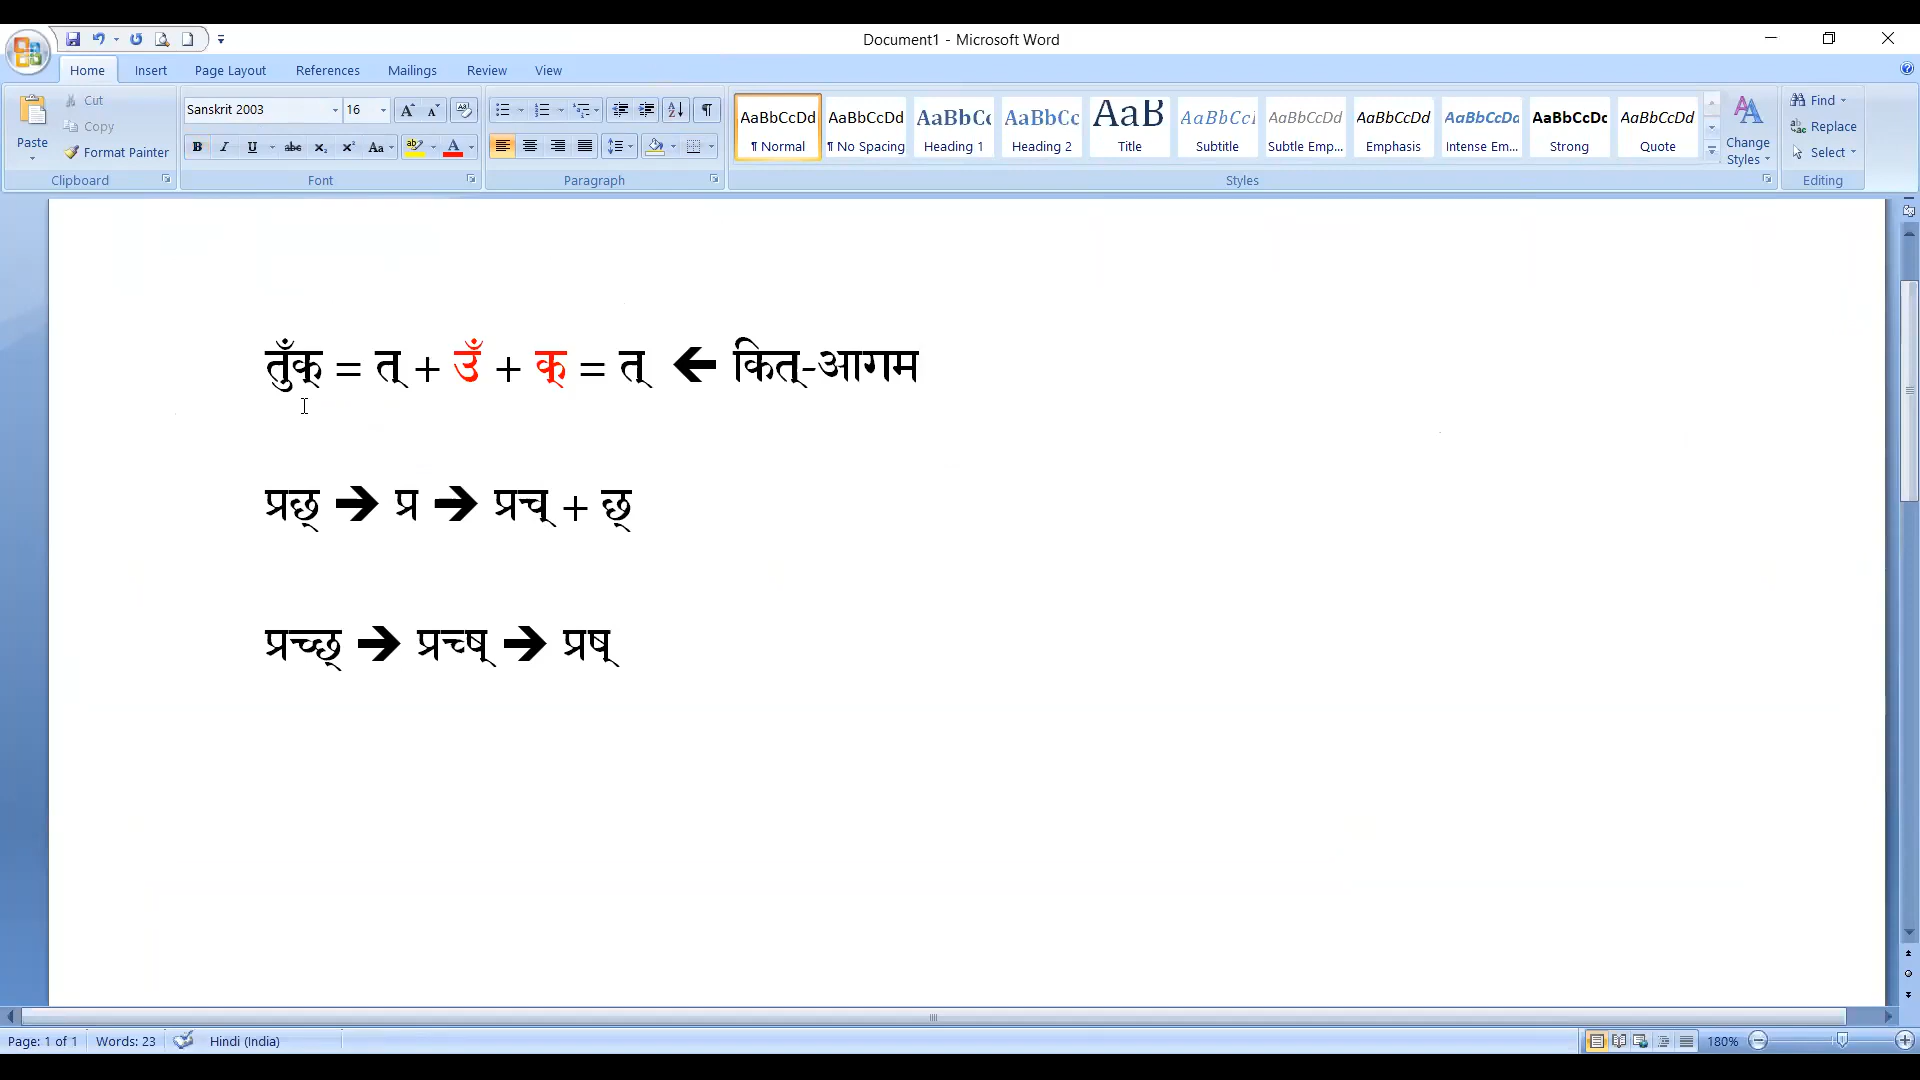 Document1 - Microsoft Word
Home Insert Page Layout References Mailings Review View
Paste
Cut
Copy
Format Painter
Clipboard
Sanskrit 2003 16
Font
Paragraph
AaBbCcDd AaBbCcDd AaBbCc AaBbCc AaB AaBbCcI AaBbCcDd AaBbCcDd AaBbCcDd AaBbCcDc AaBbCcDd
¶ Normal ¶ No Spacing Heading 1 Heading 2 Title Subtitle Subtle Emp... Emphasis Intense Em... Strong Quote
Change Styles
Styles
Find
Replace
Select
Editing
तुँक् = त् + उँ + क् = त् 🡸 कित्-आगम
प्रछ् 🡺 प्र 🡺 प्रच् + छ्
प्रच्छ् 🡺 प्रच्ष् 🡺 प्रष्
Page: 1 of 1 Words: 23 Hindi (India) 180%